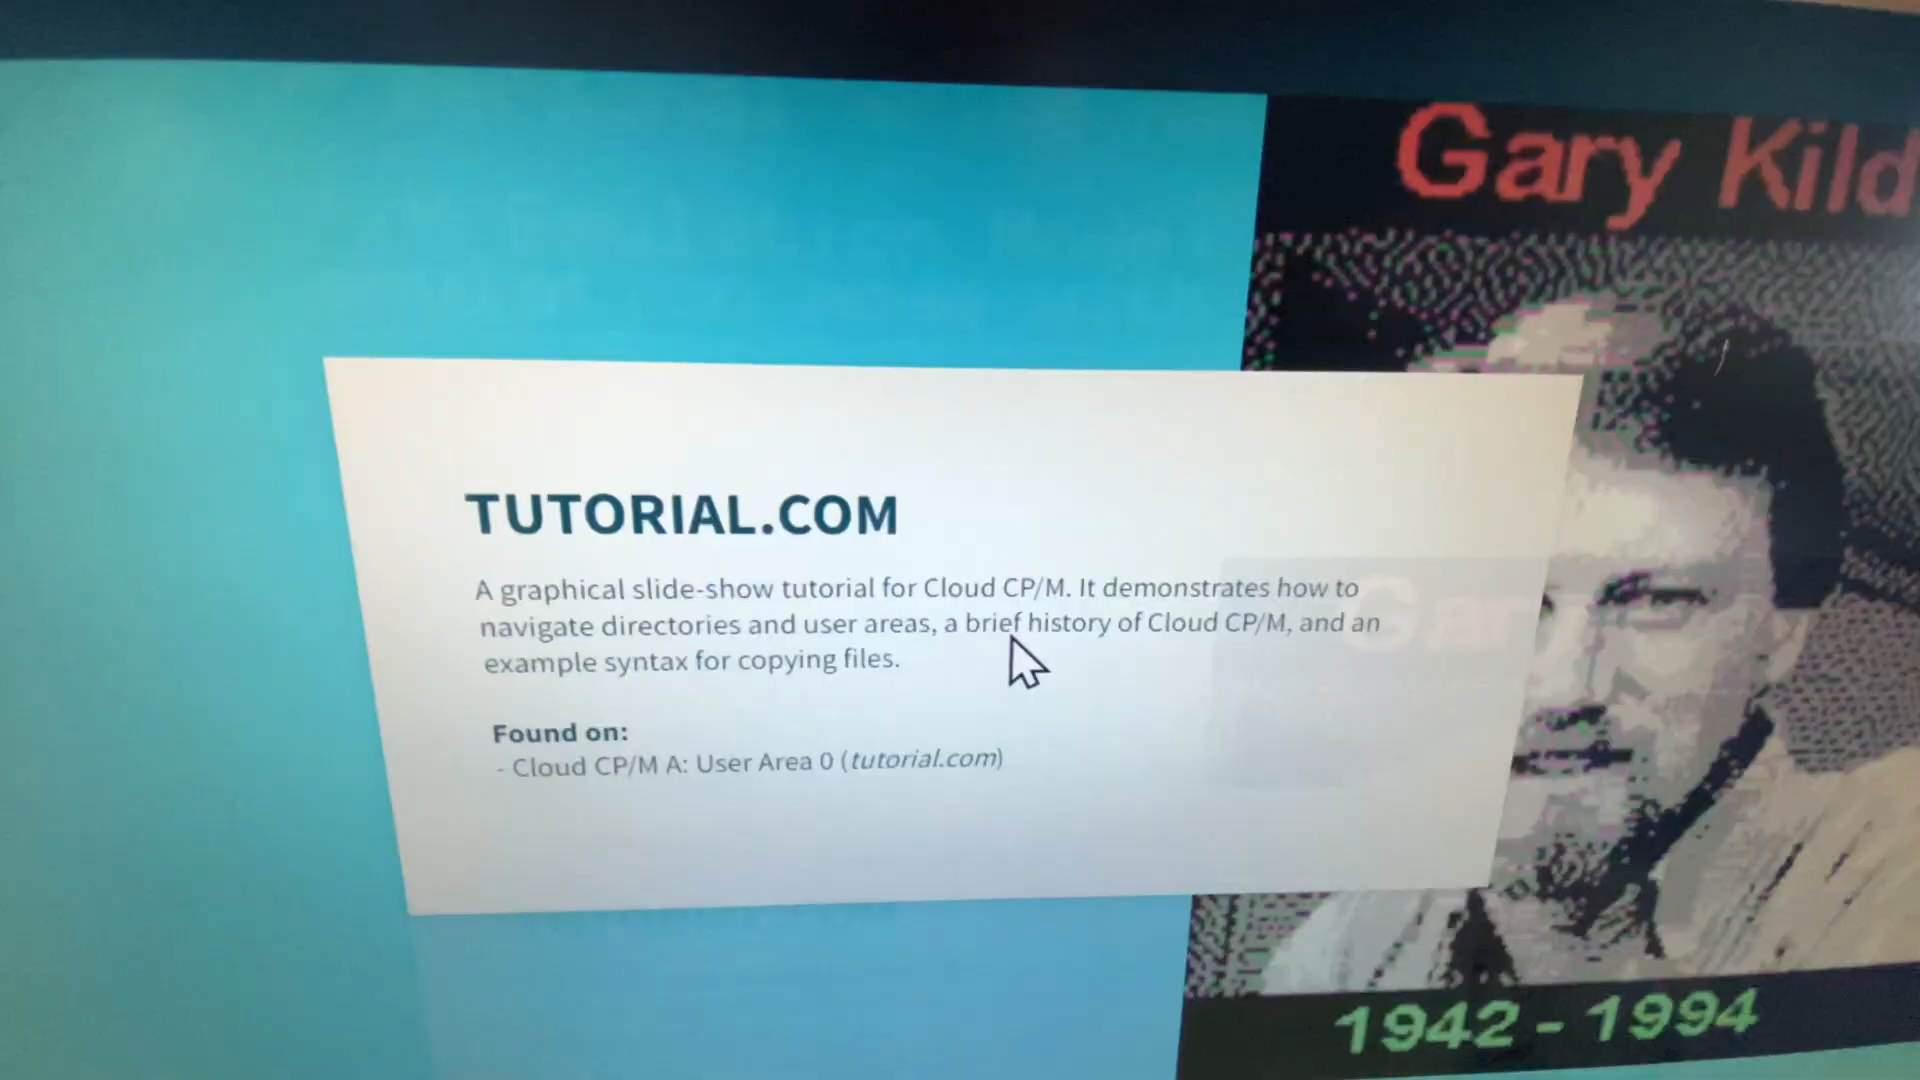 Gary Kild
TUTORIAL.COM
A graphical slide-show tutorial for Cloud CP/M. It demonstrates how to
navigate directories and user areas, a brief history of Cloud CP/M, and an
example syntax for copying files.
Found on:
- Cloud CP/M A: User Area 0 (tutorial.com)
1942 - 1994